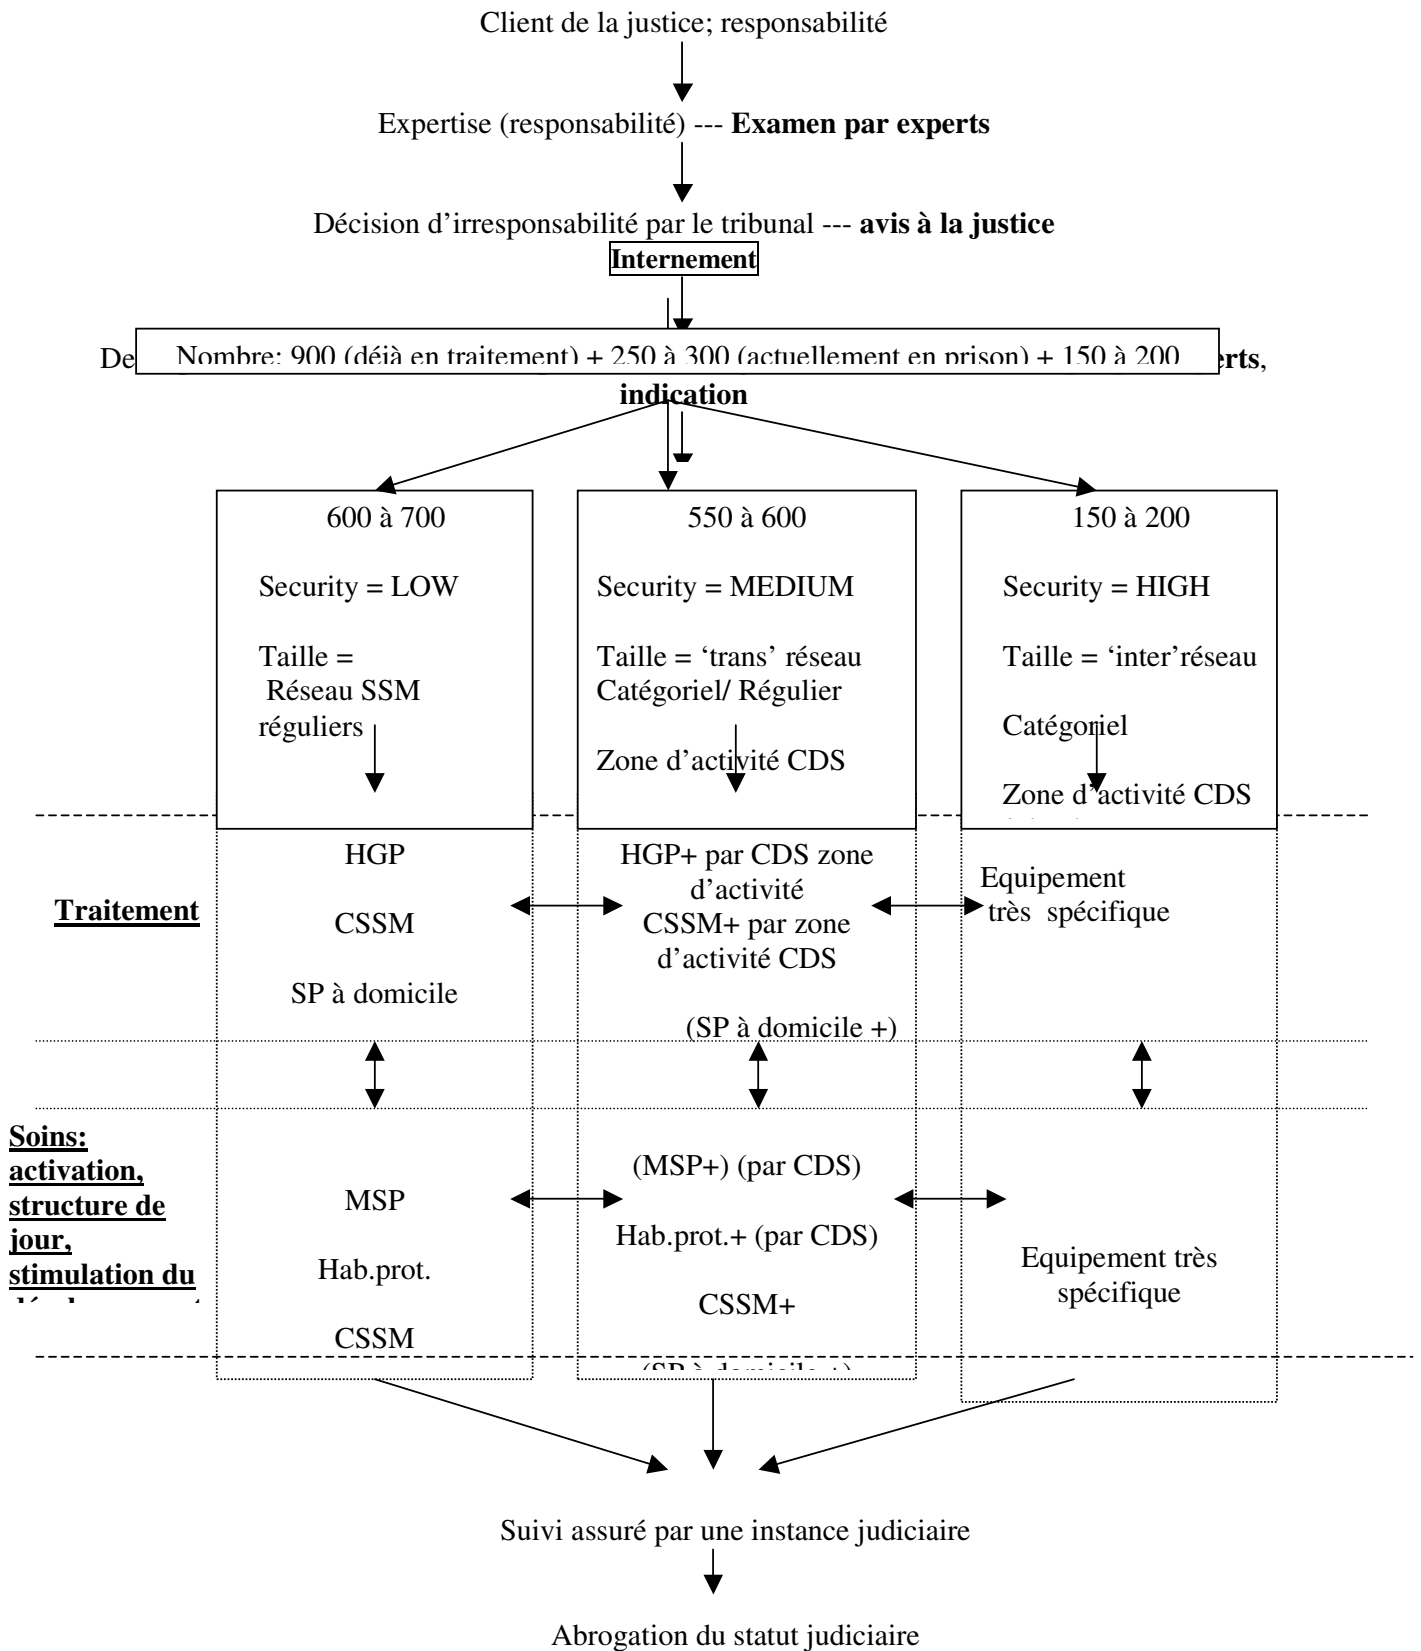 Client de la justice; responsabilité
Expertise (responsabilité) --- Examen par experts
Décision d’irresponsabilité par le tribunal --- avis à la justice
Internement
De
Nombre: 900 (déjà en traitement) + 250 à 300 (actuellement en prison) + 150 à 200
erts,
indication
600 à 700
Security = LOW
Taille =
Réseau SSM
réguliers
550 à 600
Security = MEDIUM
Taille = ‘trans’ réseau
Catégoriel/ Régulier
Zone d’activité CDS
150 à 200
Security = HIGH
Taille = ‘inter’réseau
Catégoriel
Zone d’activité CDS
Traitement
HGP
CSSM
SP à domicile
HGP+ par CDS zone
d’activité
CSSM+ par zone
d’activité CDS
(SP à domicile +)
Equipement
très spécifique
Soins:
activation,
structure de
jour,
stimulation du
MSP
Hab.prot.
CSSM
(MSP+) (par CDS)
Hab.prot.+ (par CDS)
CSSM+
(SP à domicile +)
Equipement très
spécifique
Suivi assuré par une instance judiciaire
Abrogation du statut judiciaire